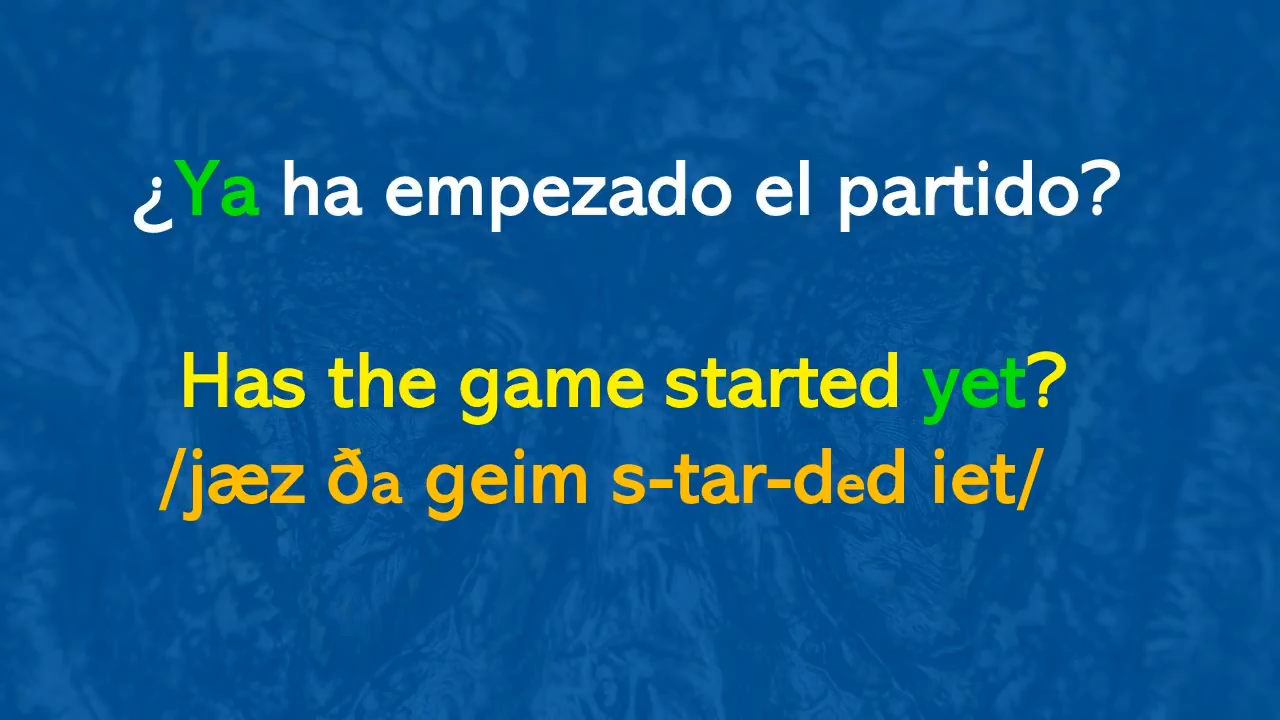 ¿Ya ha empezado el partido?
Has the game started yet?
/jæz ða geim s-tar-ded iet/